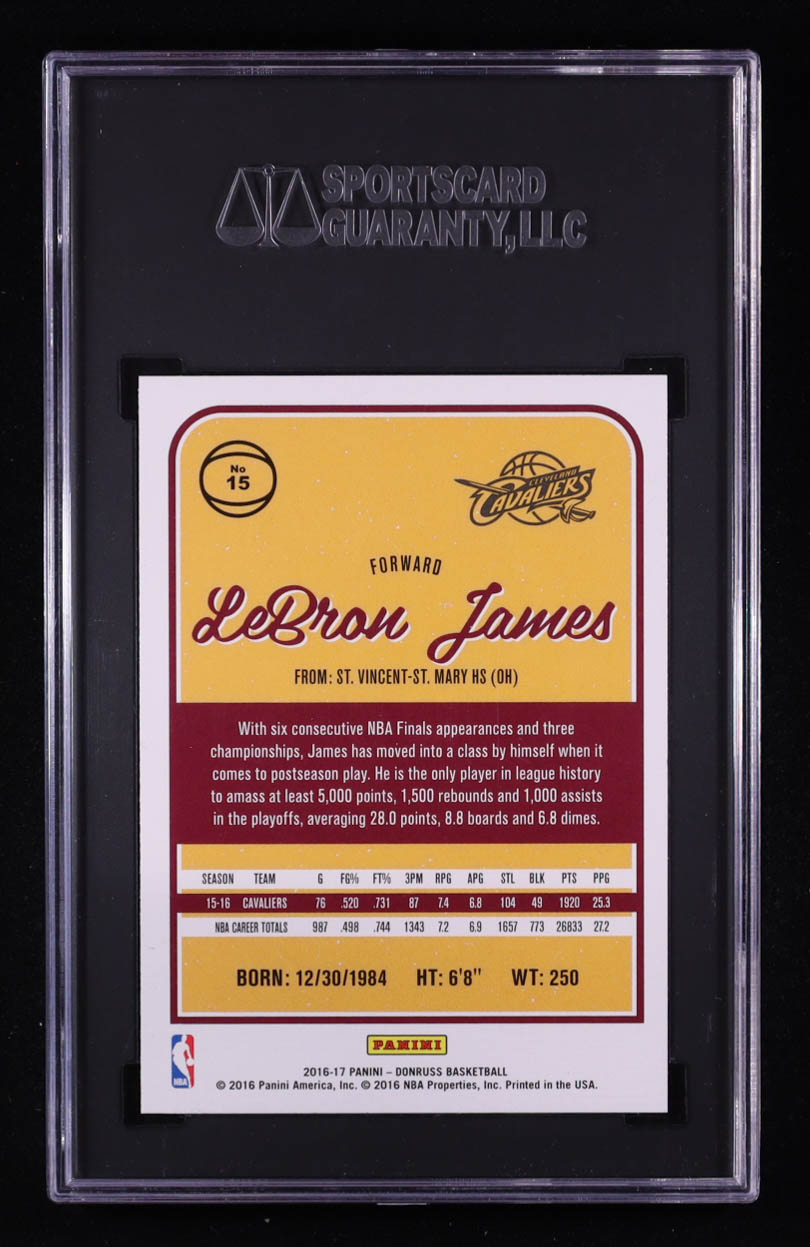 SPORTSCARD
GUARANTY, LLC
No
15
CLEVELAND
CAVALIERS
FORWARD
LeBron James
FROM: ST. VINCENT-ST. MARY HS (OH)
With six consecutive NBA Finals appearances and three
championships, James has moved into a class by himself when it
comes to postseason play. He is the only player in league history
to amass at least 5,000 points, 1,500 rebounds and 1,000 assists
in the playoffs, averaging 28.0 points, 8.8 boards and 6.8 dimes.
SEASON TEAM G FG% FT% 3PM RPG APG STL BLK PTS PPG
15-16 CAVALIERS 76 .520 .731 87 7.4 6.8 104 49 1920 25.3
NBA CAREER TOTALS 987 .498 .744 1343 7.2 6.9 1657 773 26833 27.2
BORN: 12/30/1984 HT: 6'8" WT: 250
PANINI
NBA
2016-17 PANINI – DONRUSS BASKETBALL
© 2016 Panini America, Inc. © 2016 NBA Properties, Inc. Printed in the USA.